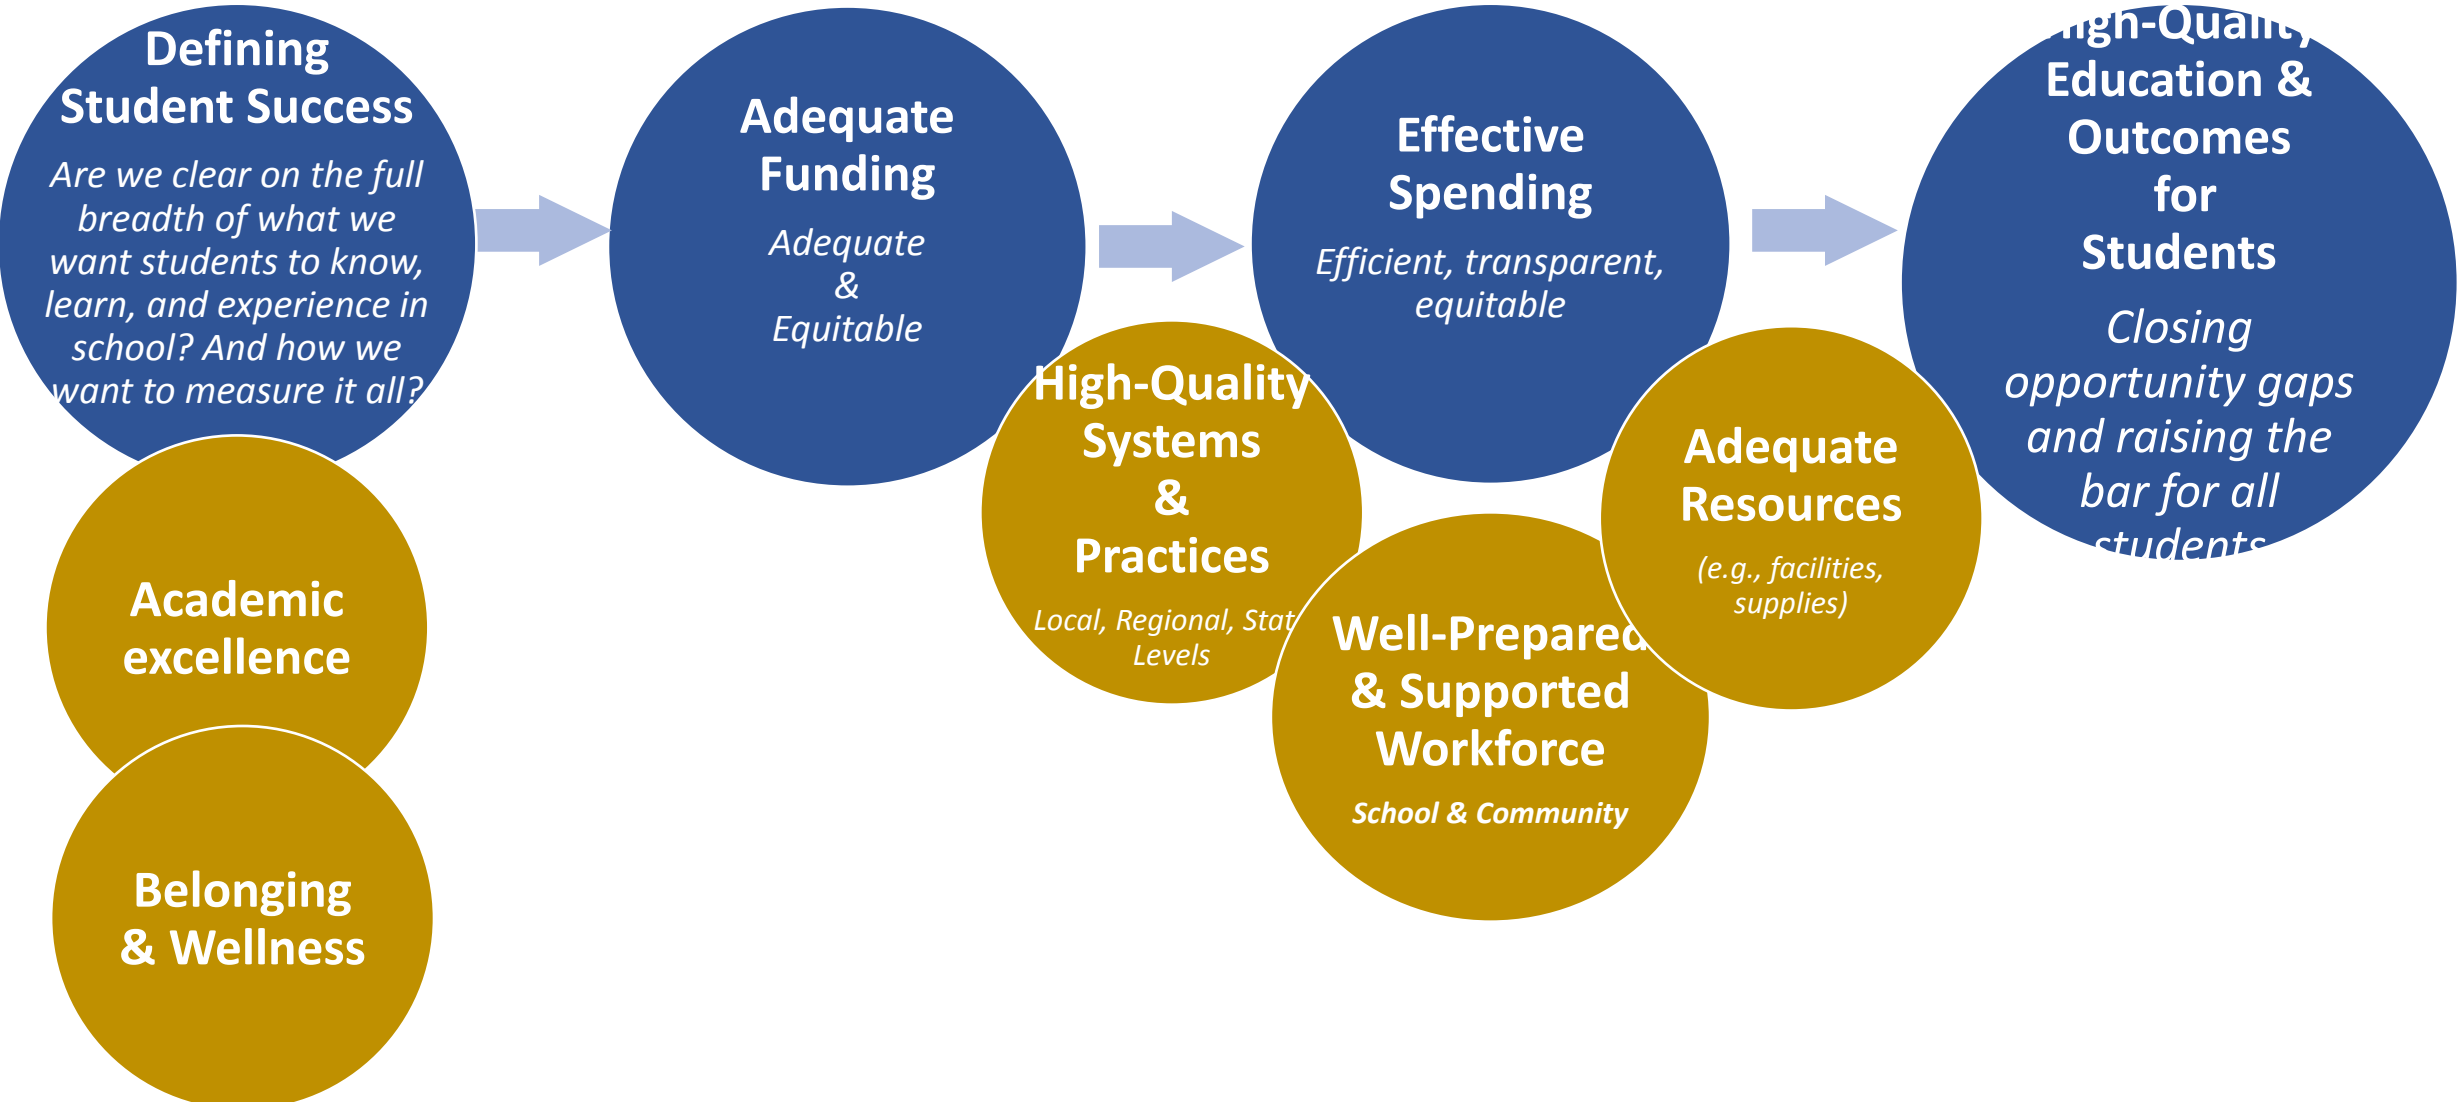 Defining
Student Success
Are we clear on the full
breadth of what we
want students to know,
learn, and experience in
school? And how we
want to measure it all?
Academic
excellence
Belonging
& Wellness
Adequate
Funding
Adequate
&
Equitable
High-Quality
Systems
&
Practices
Local, Regional, Stat
Levels
Effective
Spending
Efficient, transparent,
equitable
Well-Prepared
& Supported
Workforce
School & Community
Adequate
Resources
(e.g., facilities,
supplies)
High-Quality
Education &
Outcomes
for
Students
Closing
opportunity gaps
and raising the
bar for all
students